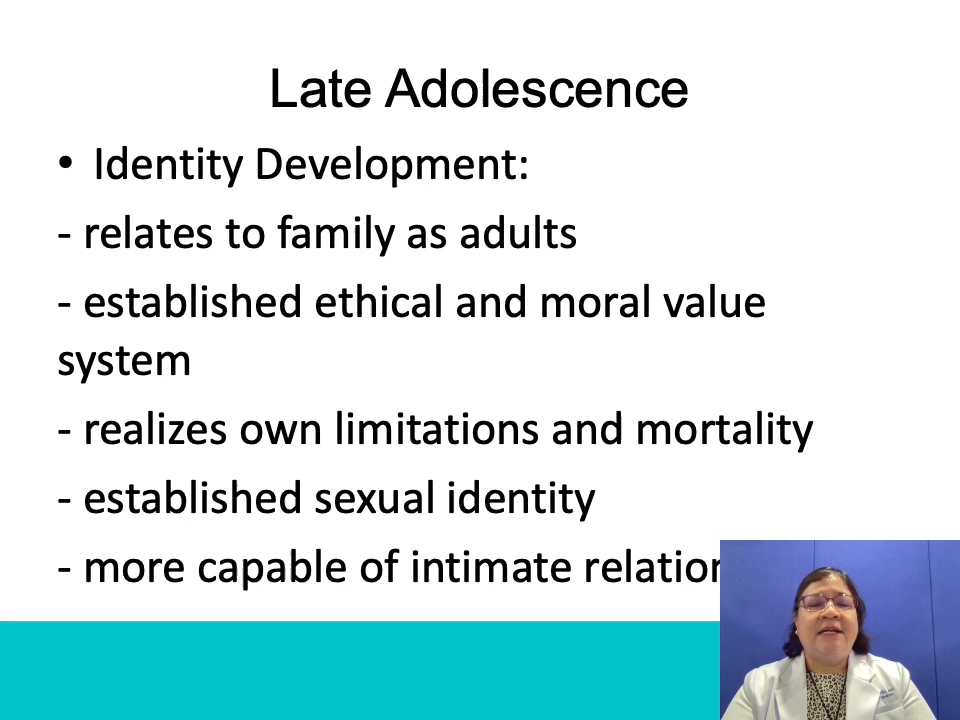 Late Adolescence
• Identity Development:
- relates to family as adults
- established ethical and moral value
system
- realizes own limitations and mortality
- established sexual identity
- more capable of intimate